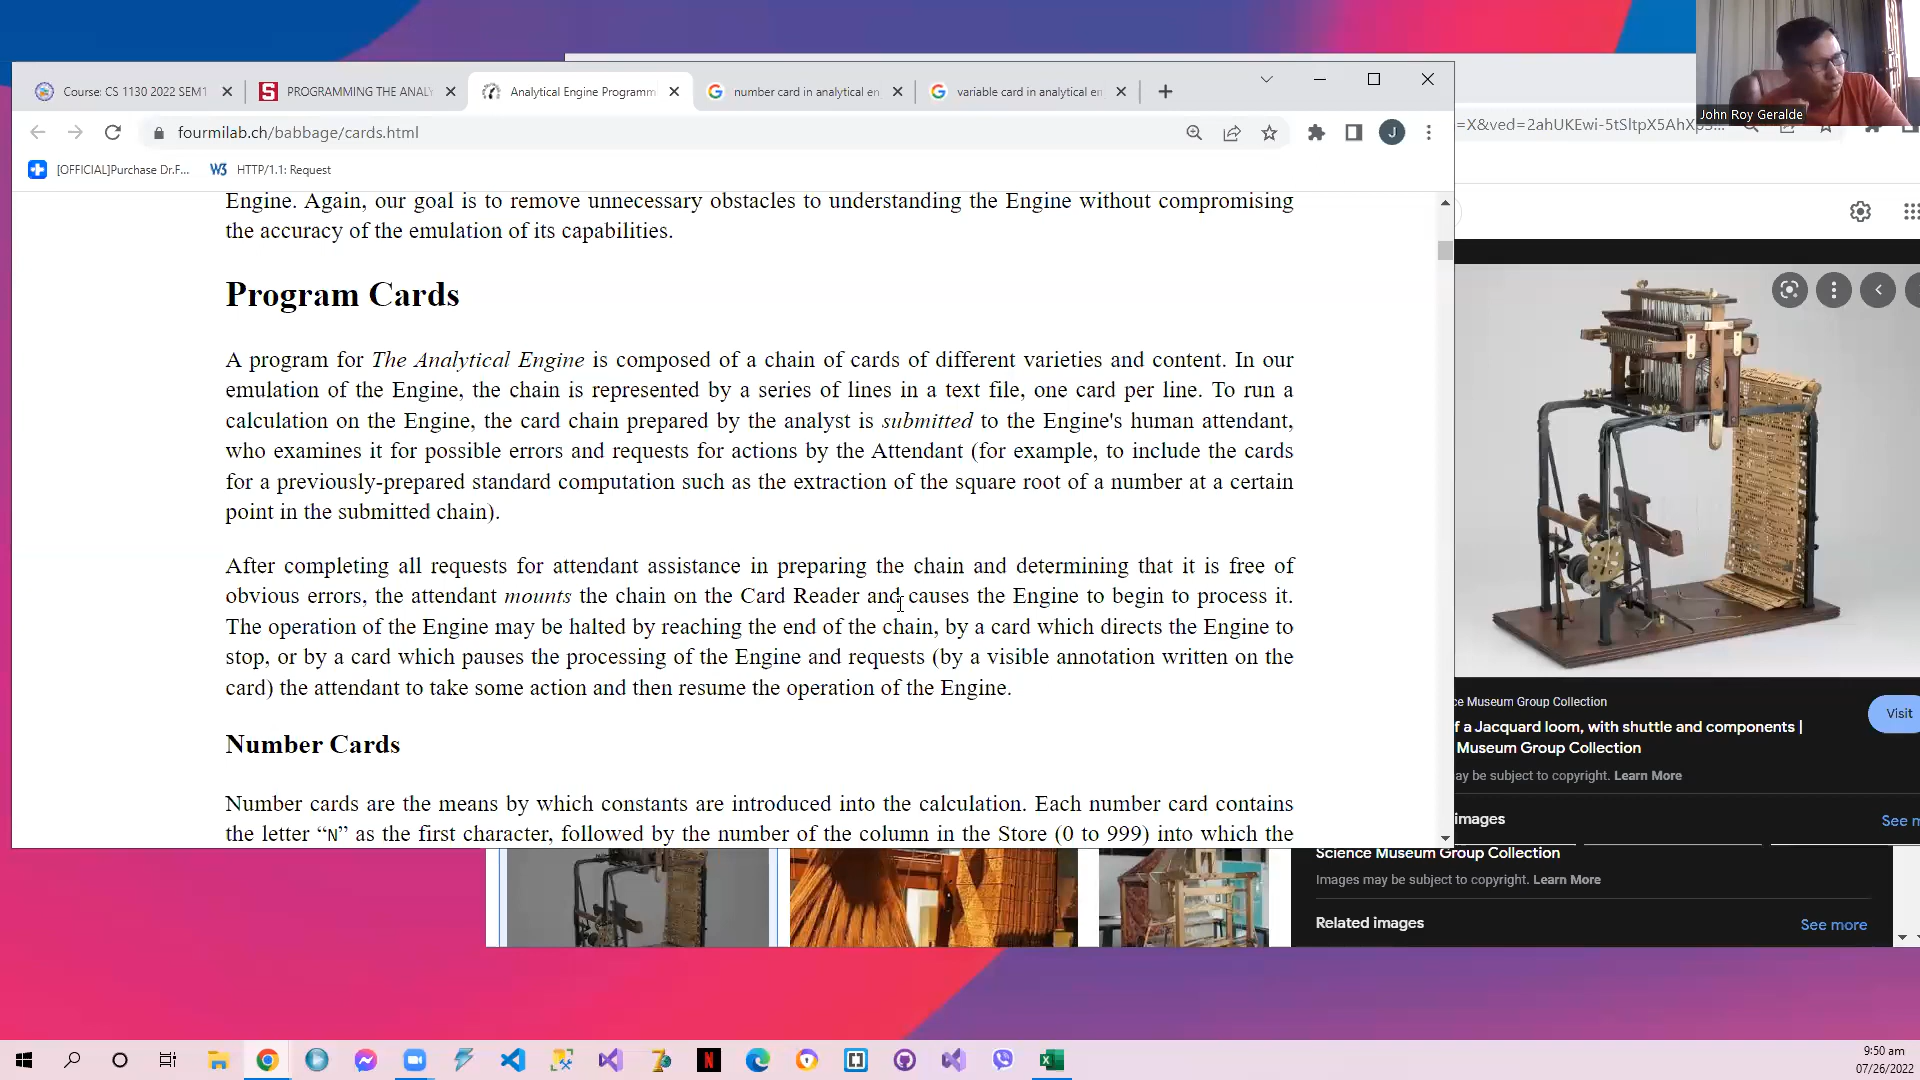 Course: CS 1130 2022 SEM1
PROGRAMMING THE ANALY
Analytical Engine Programm
number card in analytical en
variable card in analytical en
fourmilab.ch/babbage/cards.html
J
[OFFICIAL]Purchase Dr.F...
W3 HTTP/1.1: Request
Engine. Again, our goal is to remove unnecessary obstacles to understanding the Engine without compromising
the accuracy of the emulation of its capabilities.
Program Cards
A program for The Analytical Engine is composed of a chain of cards of different varieties and content. In our
emulation of the Engine, the chain is represented by a series of lines in a text file, one card per line. To run a
calculation on the Engine, the card chain prepared by the analyst is submitted to the Engine's human attendant,
who examines it for possible errors and requests for actions by the Attendant (for example, to include the cards
for a previously-prepared standard computation such as the extraction of the square root of a number at a certain
point in the submitted chain).
After completing all requests for attendant assistance in preparing the chain and determining that it is free of
obvious errors, the attendant mounts the chain on the Card Reader and causes the Engine to begin to process it.
The operation of the Engine may be halted by reaching the end of the chain, by a card which directs the Engine to
stop, or by a card which pauses the processing of the Engine and requests (by a visible annotation written on the
card) the attendant to take some action and then resume the operation of the Engine.
Number Cards
Number cards are the means by which constants are introduced into the calculation. Each number card contains
the letter “N” as the first character, followed by the number of the column in the Store (0 to 999) into which the
John Roy Geralde
ce Museum Group Collection
Visit
f a Jacquard loom, with shuttle and components |
Museum Group Collection
ay be subject to copyright. Learn More
images
See m
Science Museum Group Collection
Images may be subject to copyright. Learn More
Related images
See more
9:50 am
07/26/2022